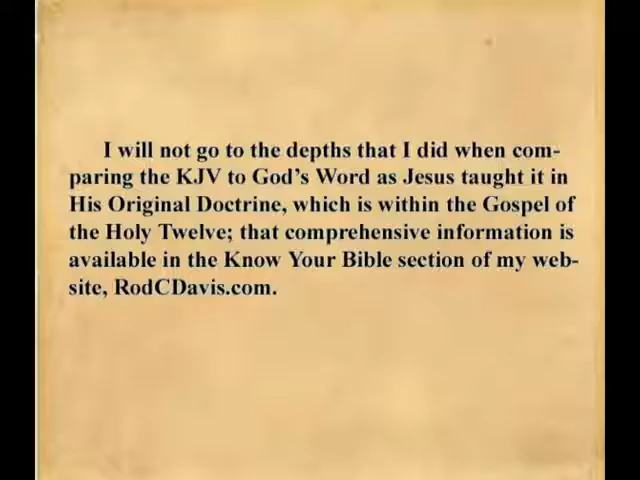 I will not go to the depths that I did when com-
paring the KJV to God's Word as Jesus taught it in
His Original Doctrine, which is within the Gospel of
the Holy Twelve; that comprehensive information is
available in the Know Your Bible section of my web-
site, RodCDavis.com.